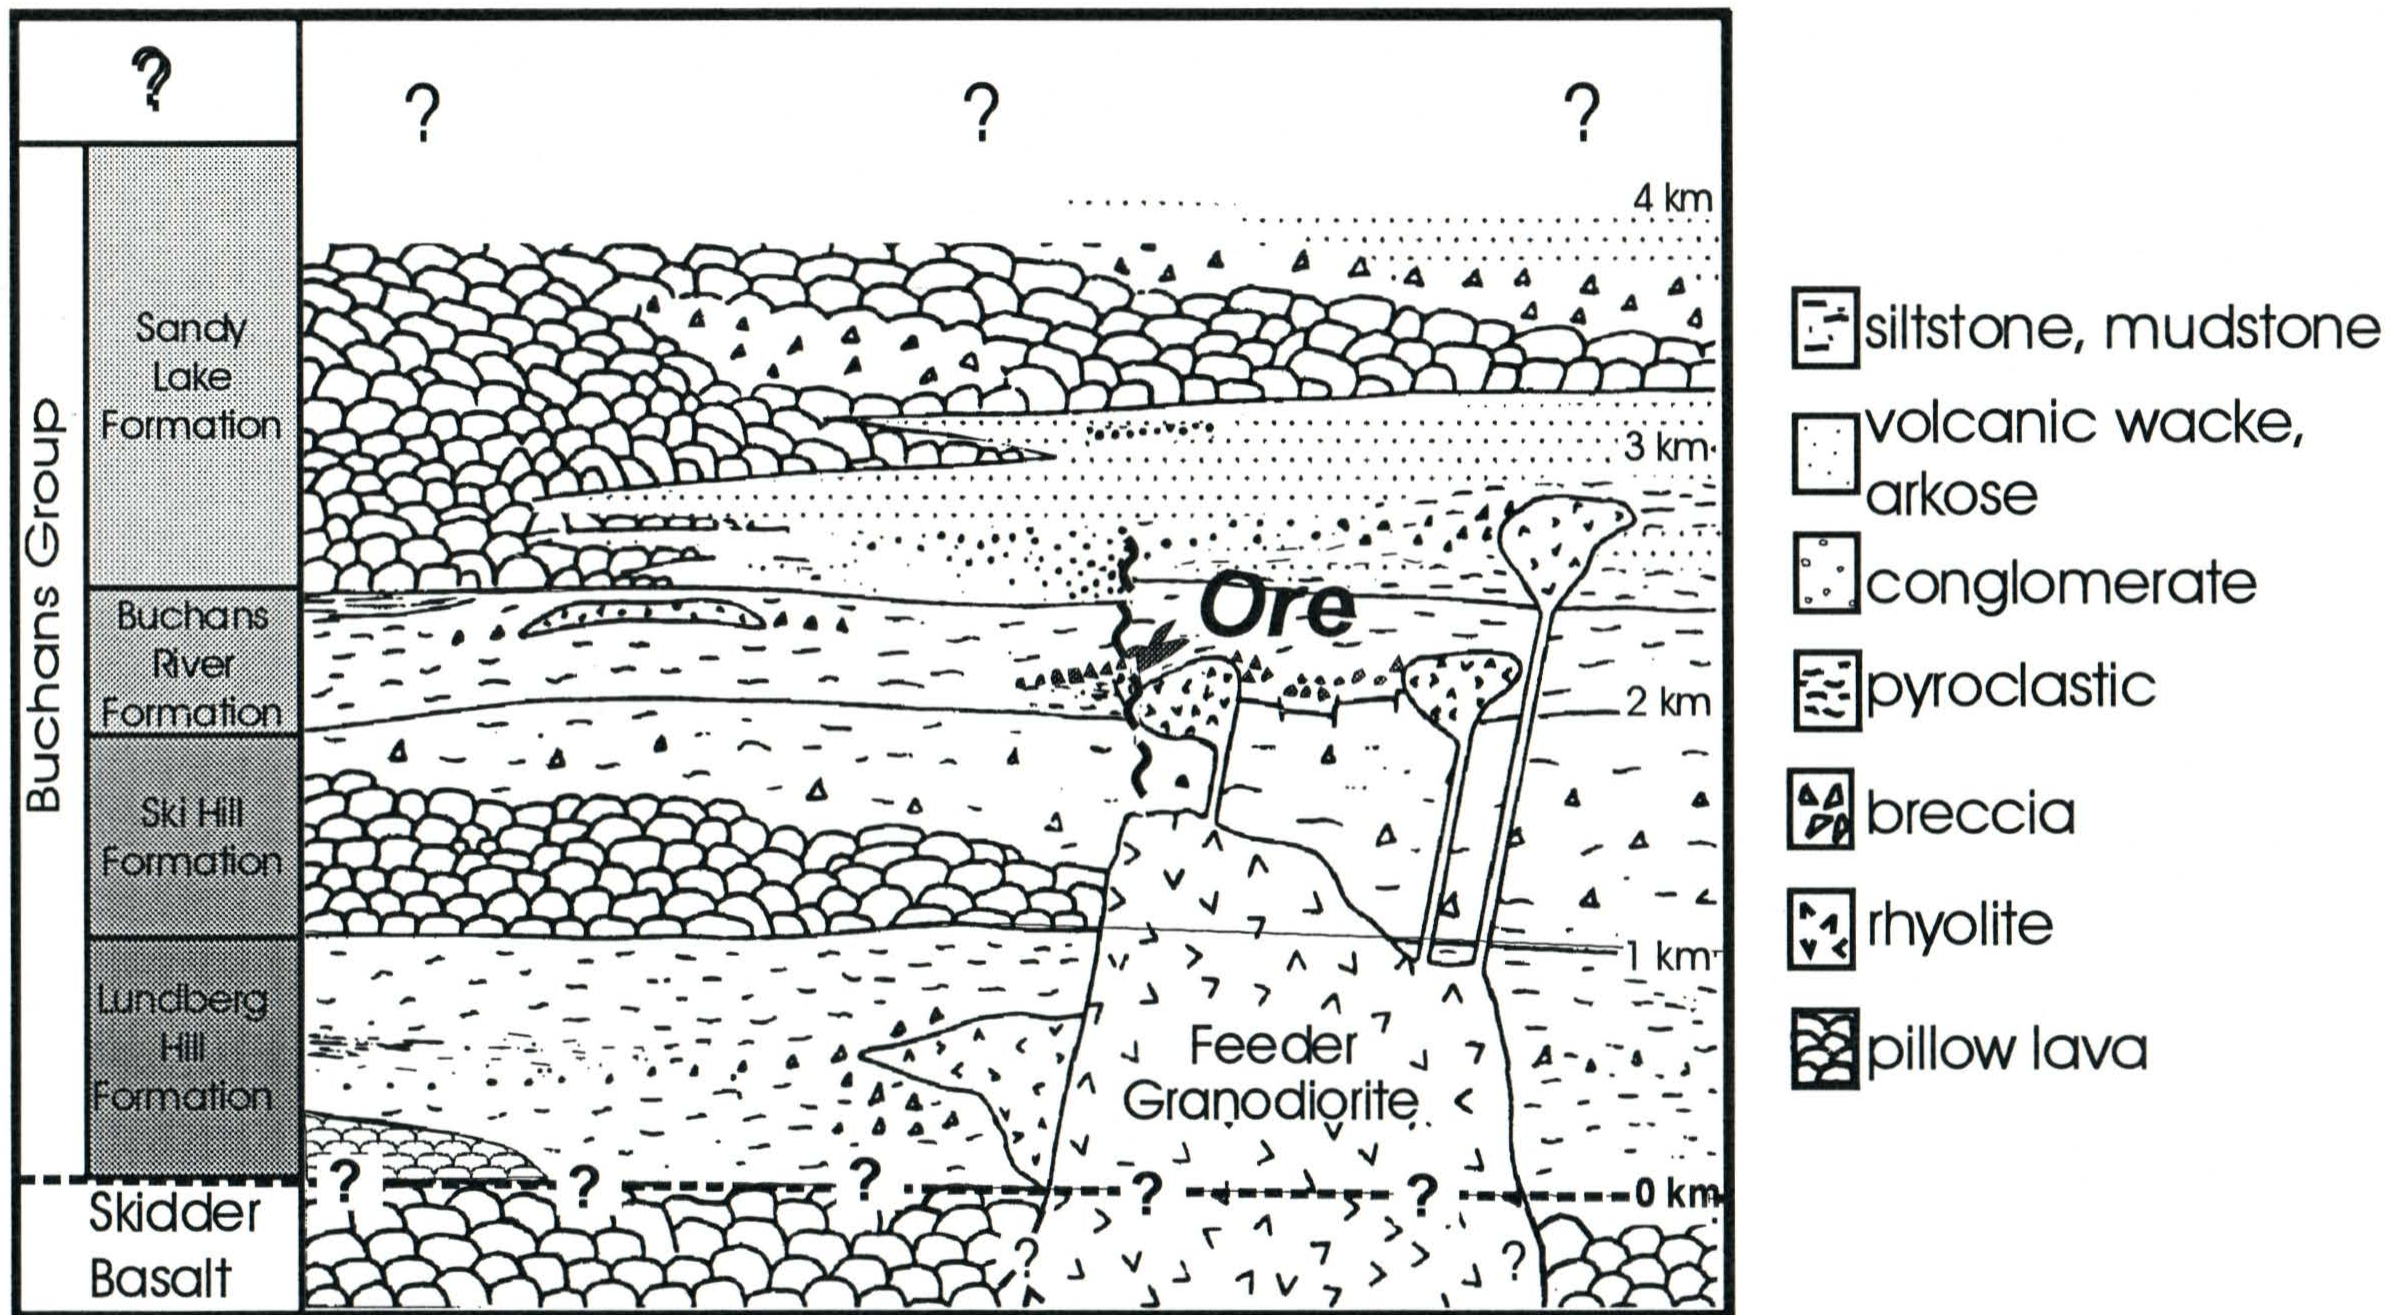 ?
? ? ?
Buchans Group
Sandy
Lake
Formation
Buchans
River
Formation
Ski Hill
Formation
Lundberg
Hill
Formation
Skidder
Basalt
4 km
3 km
Ore
2 km
1 km
Feeder
Granodiorite
? ? ? ? ?
0 km
? ?
siltstone, mudstone
volcanic wacke,
arkose
conglomerate
pyroclastic
breccia
rhyolite
pillow lava